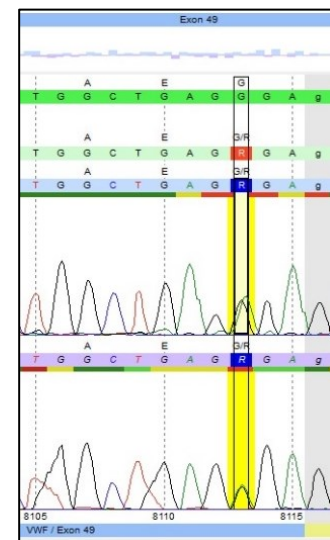 Exon 49
A E G
T G G C T G A G G G A g
A E G/R
T G G C T G A G R G A g
A E G/R
T G G C T G A G R G A g
A E G/R
T G G C T G A G R G A g
8105 8110 8115
VWF / Exon 49